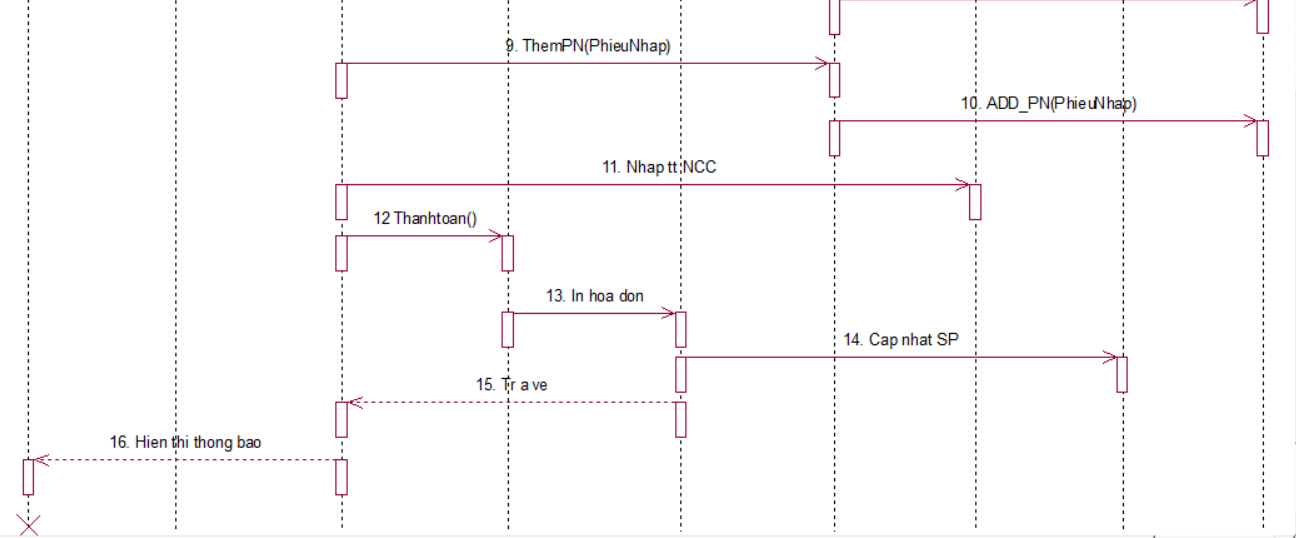 9. ThemPN(PhieuNhap)
10. ADD_PN(PhieuNhap)
11. Nhap tt NCC
12 Thanhtoan()
13. In hoa don
14. Cap nhat SP
15. Tr a ve
16. Hien thi thong bao